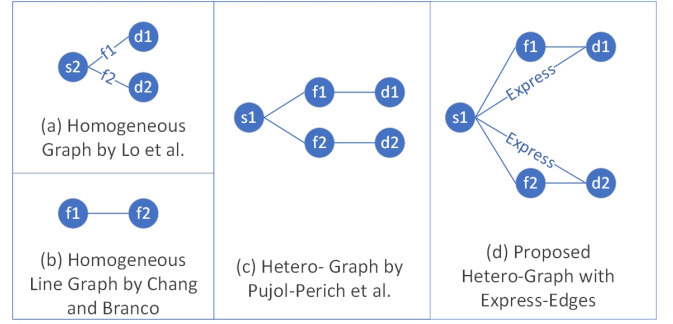 d1
f1
s2
f2
d2
(a) Homogeneous
Graph by Lo et al.
f1
f2
(b) Homogeneous
Line Graph by Chang
and Branco
f1
d1
s1
f2
d2
(c) Hetero- Graph by
Pujol-Perich et al.
f1
d1
Express
s1
Express
f2
d2
(d) Proposed
Hetero-Graph with
Express-Edges